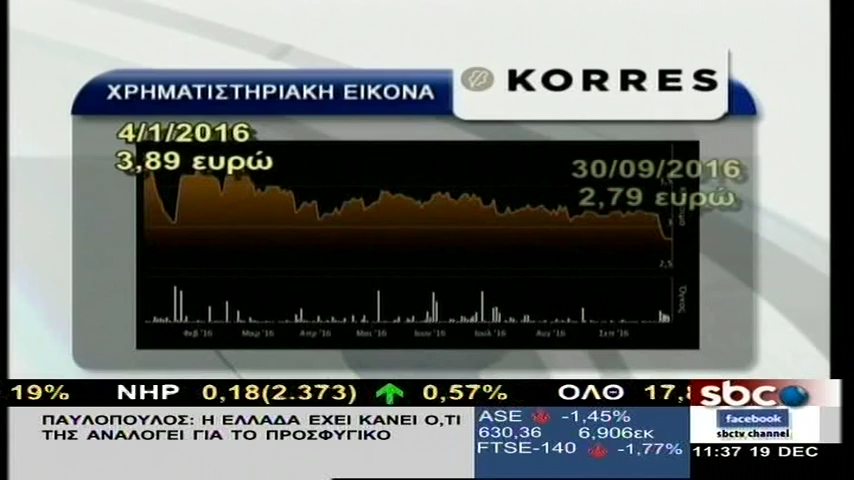 ΧΡΗΜΑΤΙΣΤΗΡΙΑΚΗ ΕΙΚΟΝΑ
KORRES
4/1/2016
3,89 ευρώ
30/09/2016
2,79 ευρώ
2,5
Φεβ '16 Μαρ '16 Απρ '16 Μαι '16 Ιουν '16 Ιουλ '16 Αυγ '16 Σεπ '16
19% ΝΗΡ 0,18(2.373) 0,57% ΟΛΘ 17,8
sbc
ΠΑΥΛΟΠΟΥΛΟΣ: Η ΕΛΛΑΔΑ ΕΧΕΙ ΚΑΝΕΙ Ο,ΤΙ
ΤΗΣ ΑΝΑΛΟΓΕΙ ΓΙΑ ΤΟ ΠΡΟΣΦΥΓΙΚΟ
ASE -1,45%
630,36 6,906εκ
FTSE-140 -1,77%
facebook
sbctv channel
11:37 19 DEC